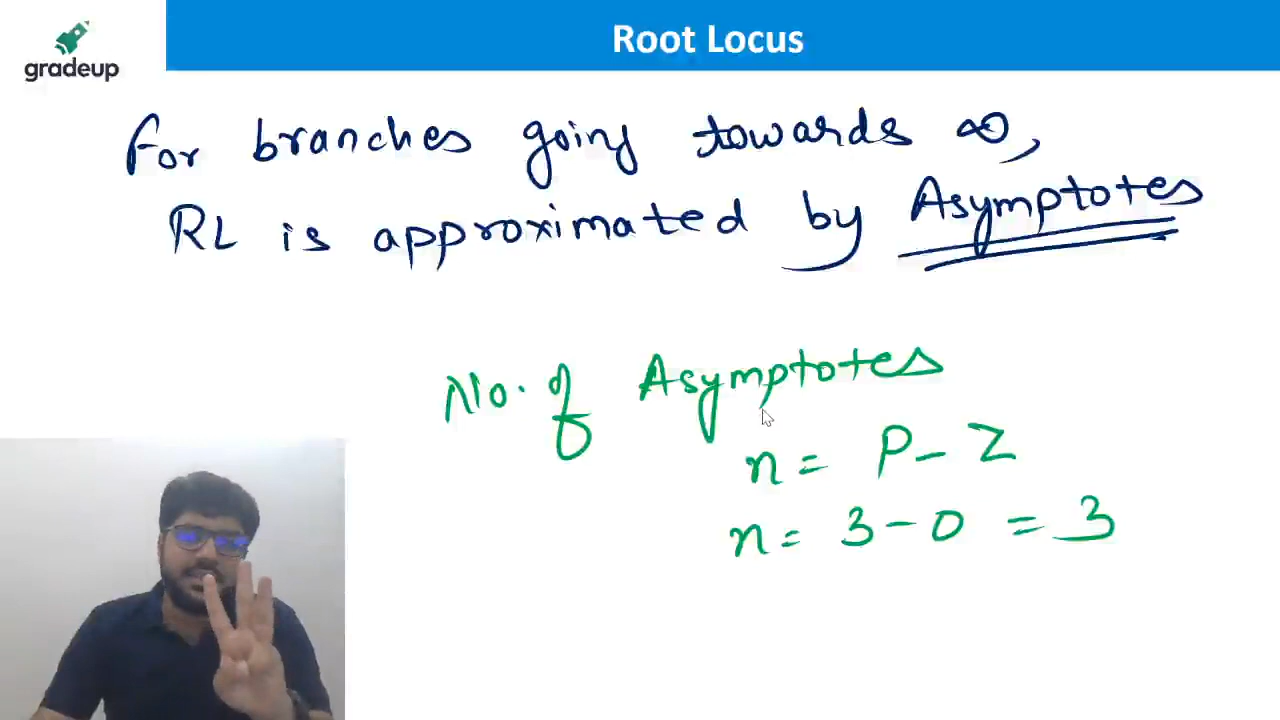 Root Locus
gradeup
For branches going towards ∞,
RL is approximated by Asymptotes
No. of Asymptotes
n = P - Z
n = 3 - 0 = 3